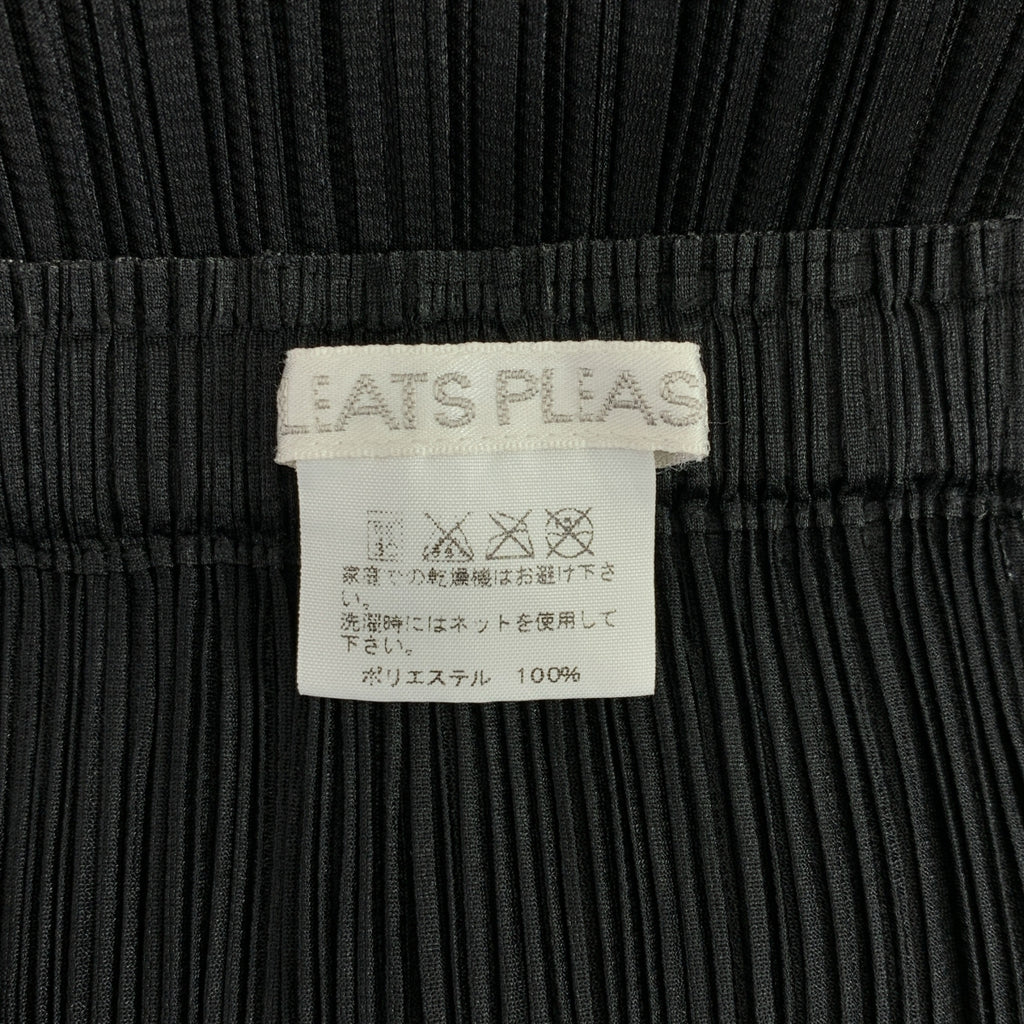 LEATS PLEAS
家庭での乾燥機はお避け下さ
い。
洗濯時にはネットを使用して
下さい。
ポリエステル 100%